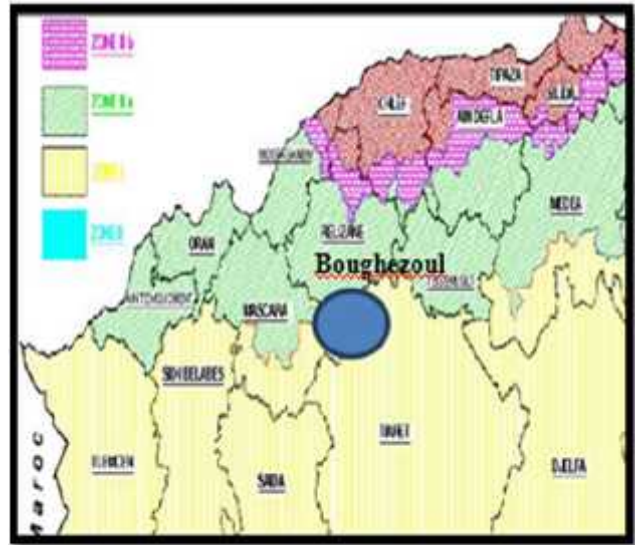 ZONE IIb
ZONE IIa
ZONE I
ZONE 0
CHLEF
TIPAZA
BLIDA
AIN DEFLA
MOSTAGANEM
MEDEA
RELIZANE
ORAN
Boughezoul
TISSEMSILT
AIN TEMOUCHENT
MASCARA
SIDI BELABES
TLEMCEN
TIARET
SAIDA
DJELFA
Maroc